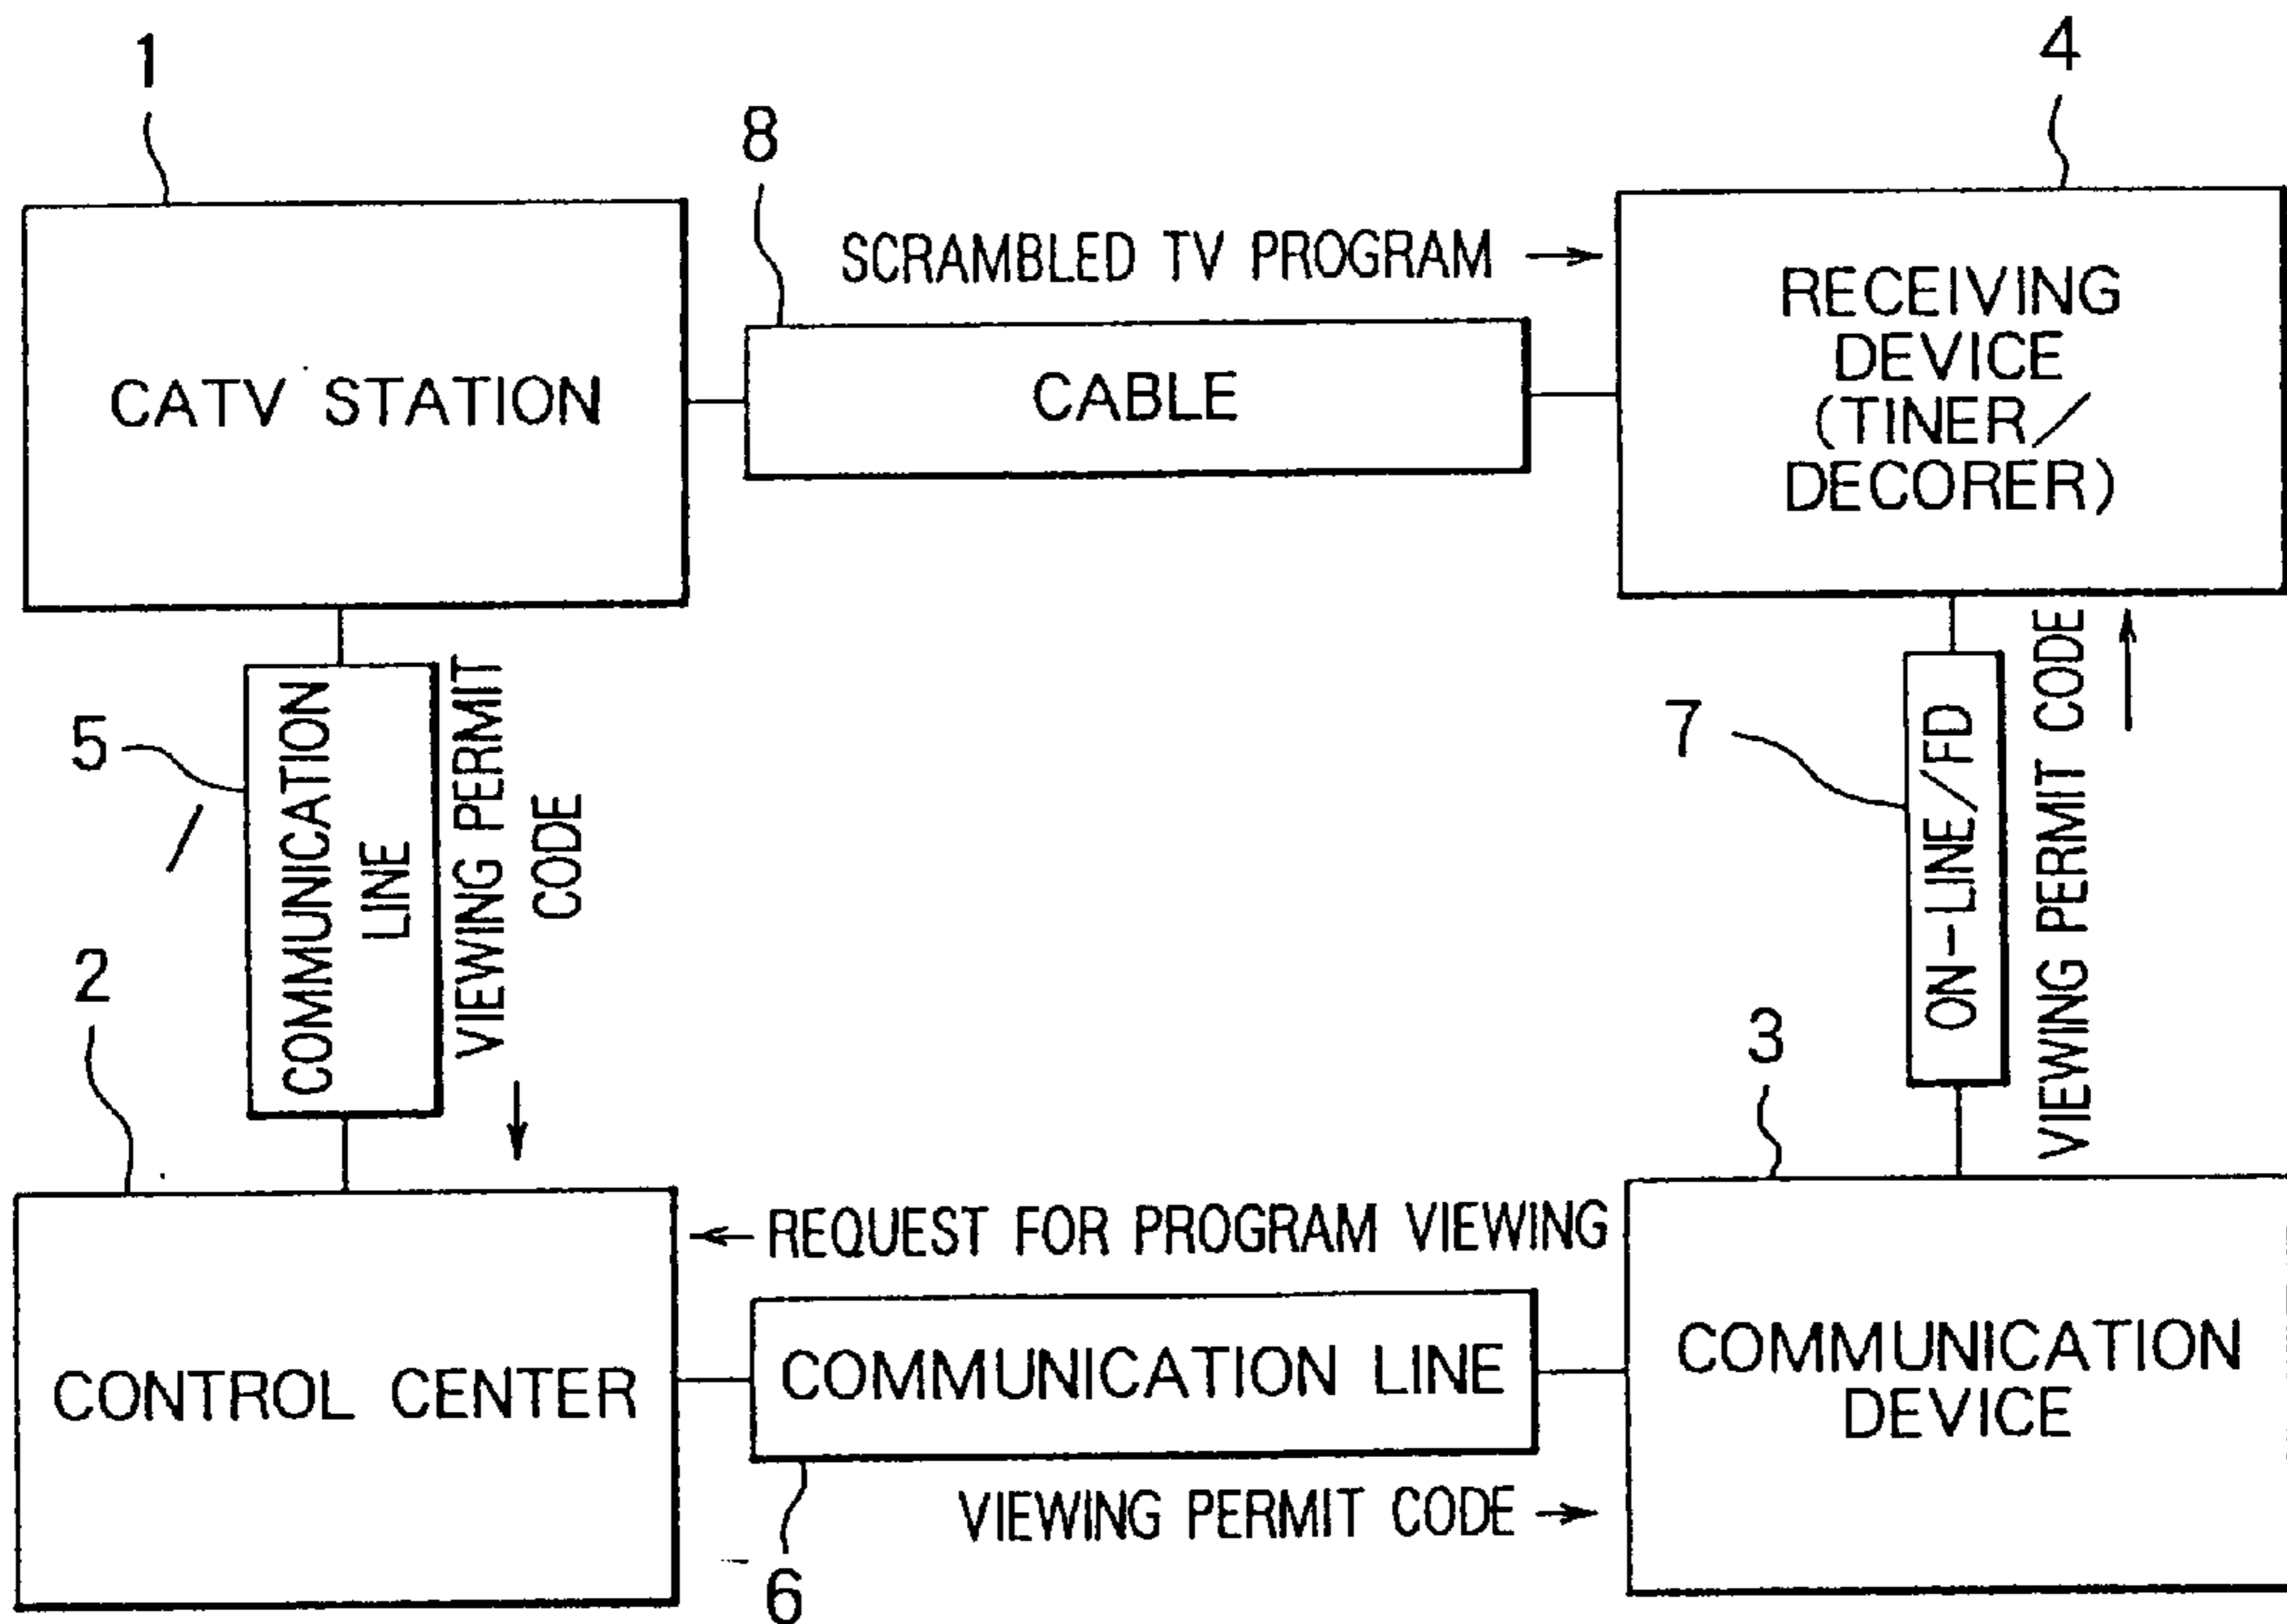 1
4
8
SCRAMBLED TV PROGRAM →
CATV STATION
CABLE
RECEIVING
DEVICE
(TINER/
DECORER)
5
COMMUNICATION
LINE
VIEWING PERMIT
CODE
7
ON-LINE/FD
VIEWING PERMIT CODE →
2
3
← REQUEST FOR PROGRAM VIEWING
CONTROL CENTER
COMMUNICATION LINE
COMMUNICATION
DEVICE
VIEWING PERMIT CODE →
6